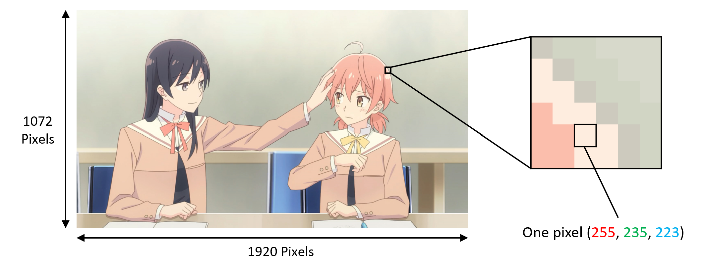 1072
Pixels
1920 Pixels
One pixel (255, 235, 223)